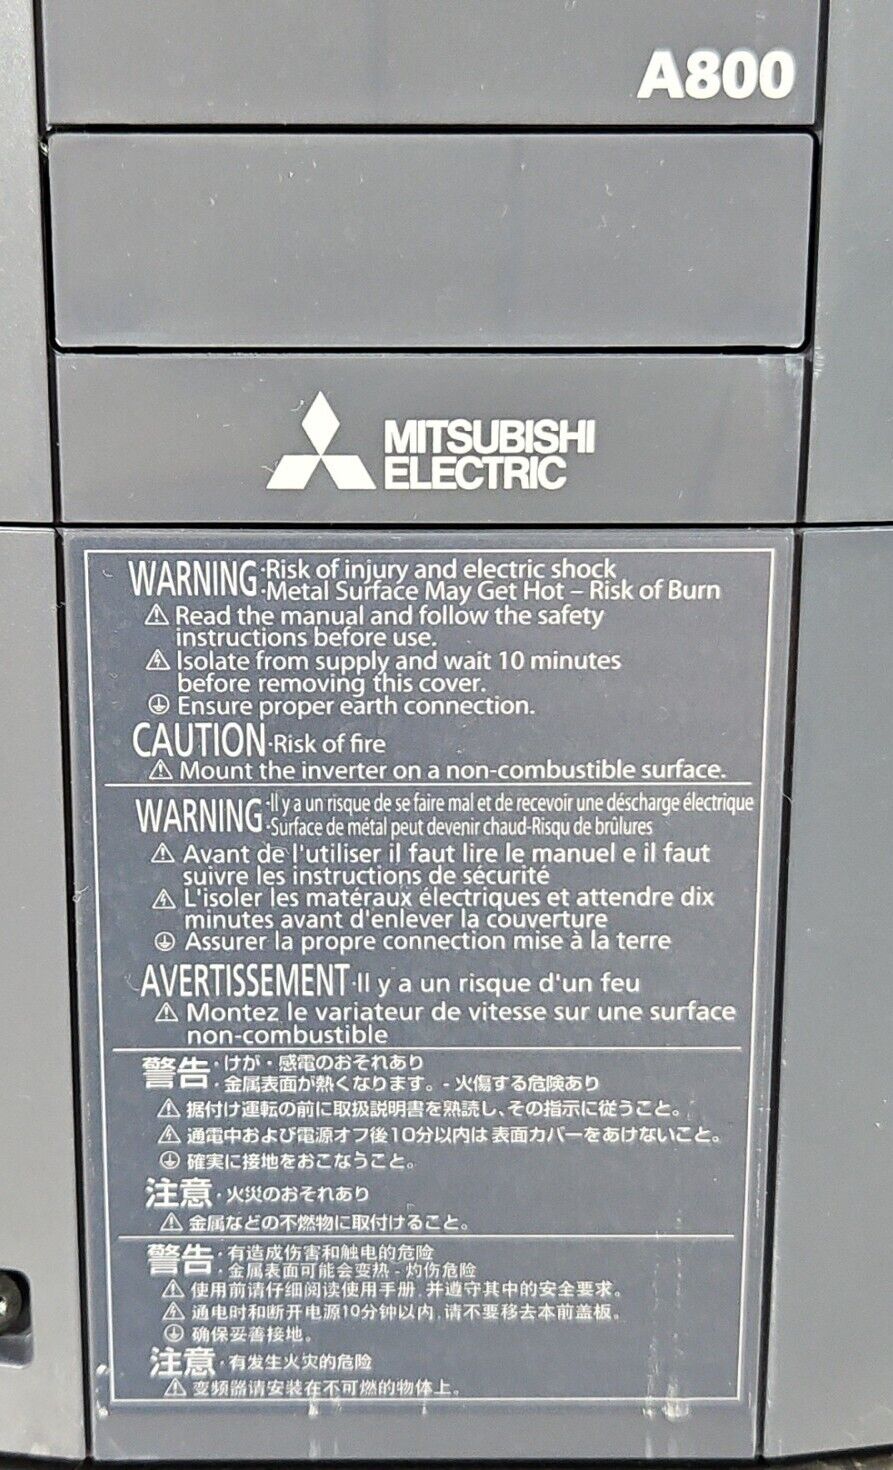 A800
MITSUBISHI
ELECTRIC
WARNING ·Risk of injury and electric shock
·Metal Surface May Get Hot – Risk of Burn
Read the manual and follow the safety
instructions before use.
Isolate from supply and wait 10 minutes
before removing this cover.
Ensure proper earth connection.
CAUTION ·Risk of fire
Mount the inverter on a non-combustible surface.
WARNING ·Il y a un risque de se faire mal et de recevoir une déscharge électrique
·Surface de métal peut devenir chaud-Risqu de brûlures
Avant de l'utiliser il faut lire le manuel e il faut
suivre les instructions de sécurité
L'isoler les matéraux électriques et attendre dix
minutes avant d'enlever la couverture
Assurer la propre connection mise à la terre
AVERTISSEMENT ·Il y a un risque d'un feu
Montez le variateur de vitesse sur une surface
non-combustible
警告 ·けが・感電のおそれあり
·金属表面が熱くなります。- 火傷する危険あり
据付け運転の前に取扱説明書を熟読し、その指示に従うこと。
通電中および電源オフ後10分以内は表面カバーをあけないこと。
確実に接地をおこなうこと。
注意 ·火災のおそれあり
金属などの不燃物に取付けること。
警告 ·有造成伤害和触电的危险
·金属表面可能会变热 - 灼伤危险
使用前请仔细阅读使用手册,并遵守其中的安全要求。
通电时和断开电源10分钟以内,请不要移去本前盖板。
确保妥善接地。
注意 ·有发生火灾的危险
变频器请安装在不可燃的物体上。